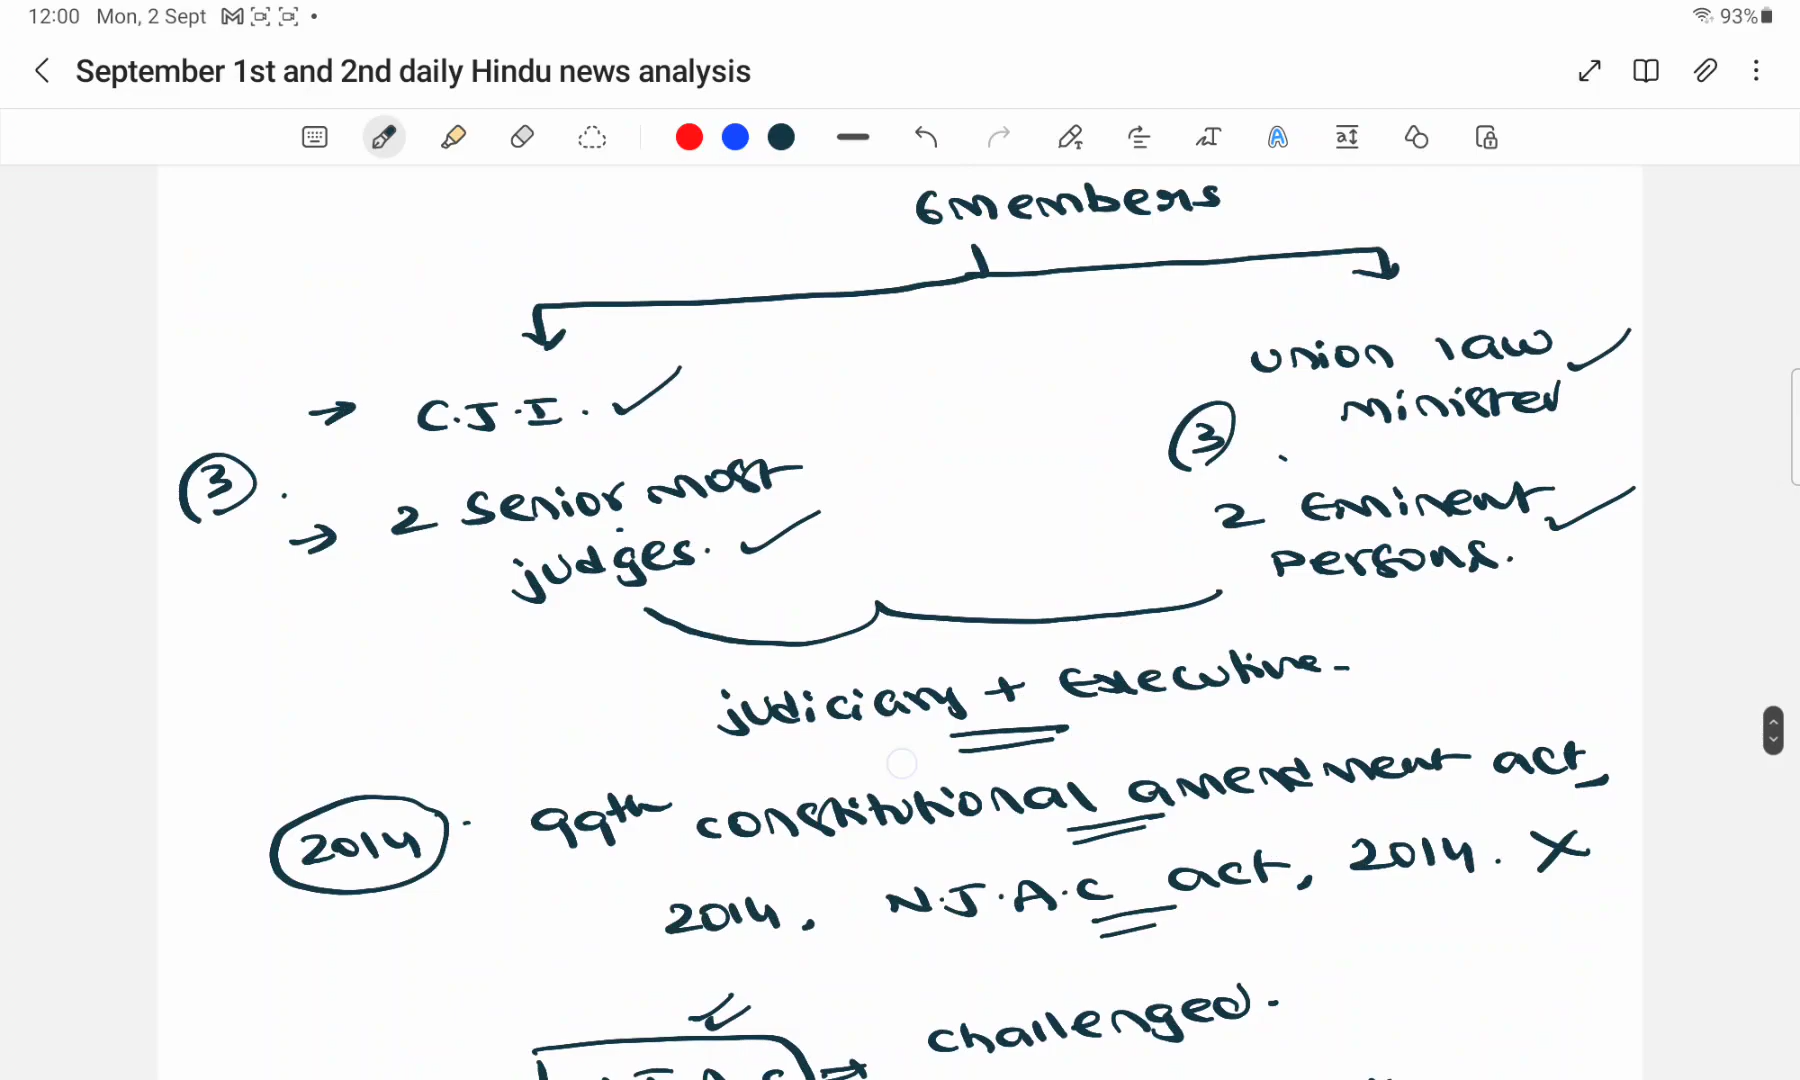 12:00 Mon, 2 Sept
93%
September 1st and 2nd daily Hindu news analysis
6 members
→ C.J.I.
union law
minister
3
3
→ 2 senior most
judges.
2 Eminent
persons.
judiciary + Executive
2014
99th constitutional amendment act,
2014, N.J.A.C act, 2014. X
challenged.